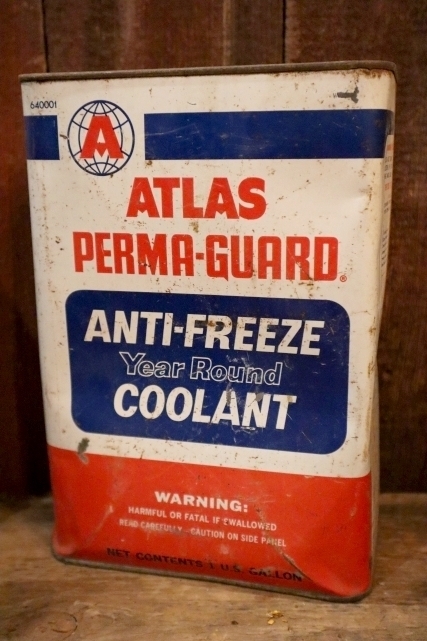 640001
A
ATLAS
PERMA-GUARD®
ANTI-FREEZE
Year Round
COOLANT
WARNING:
HARMFUL OR FATAL IF SWALLOWED
READ CAREFULLY CAUTION ON SIDE PANEL
NET CONTENTS 1 U.S. GALLON